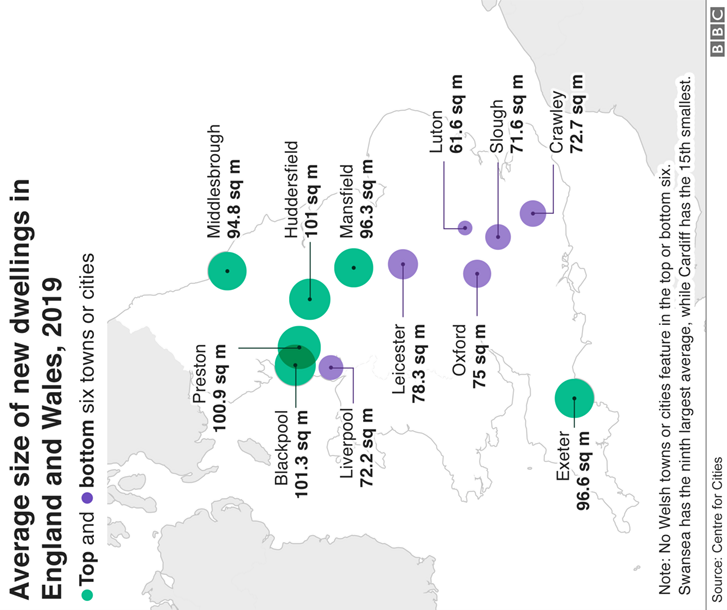 Average size of new dwellings in
England and Wales, 2019
Top and bottom six towns or cities
Middlesbrough
94.8 sq m
Preston
100.9 sq m
Huddersfield
101 sq m
Blackpool
101.3 sq m
Mansfield
96.3 sq m
Liverpool
72.2 sq m
Leicester
78.3 sq m
Luton
61.6 sq m
Oxford
75 sq m
Slough
71.6 sq m
Crawley
72.7 sq m
Exeter
96.6 sq m
Note: No Welsh towns or cities feature in the top or bottom six.
Swansea has the ninth largest average, while Cardiff has the 15th smallest.
Source: Centre for Cities
BBC